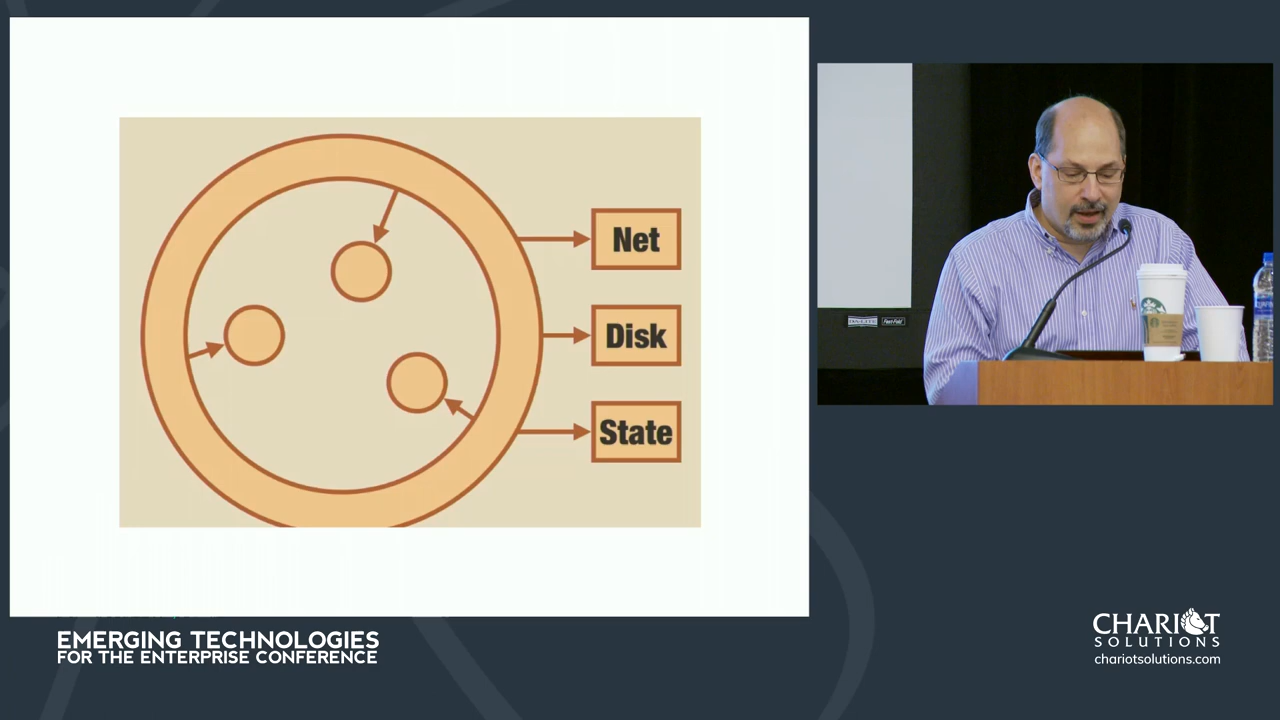 Net
Disk
State
EMERGING TECHNOLOGIES
FOR THE ENTERPRISE CONFERENCE
CHARIOT
SOLUTIONS
chariotsolutions.com